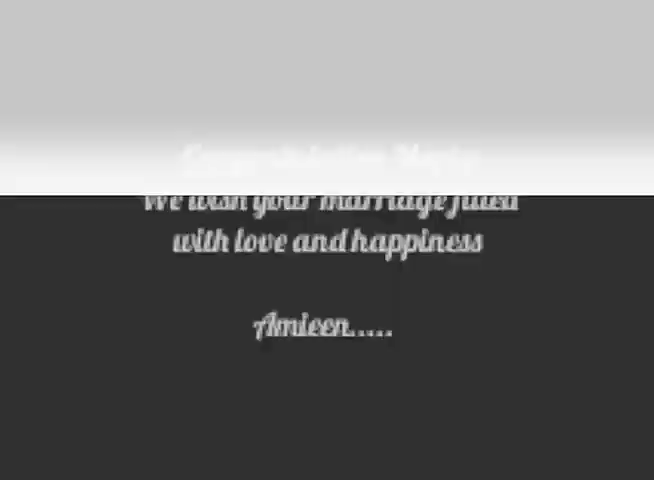 We wish your marriage filled
with love and happiness
Amieen.....